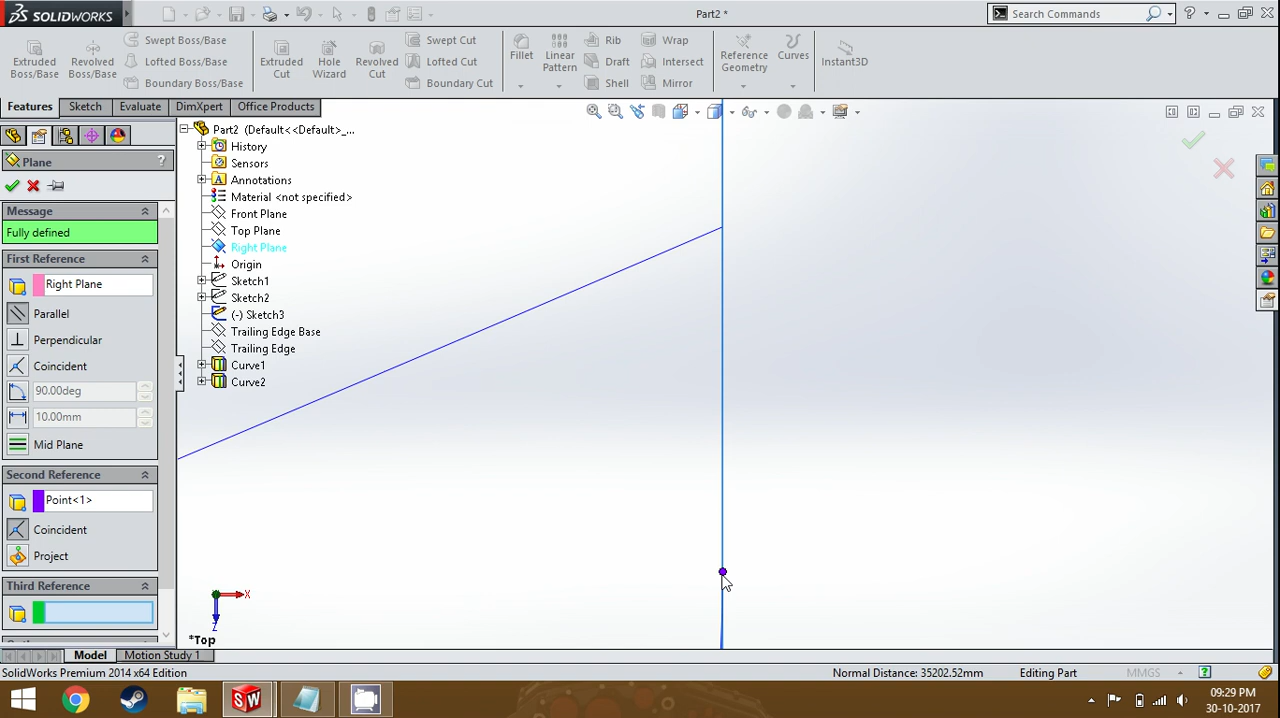 SOLIDWORKS
Part2 *
Search Commands
?
Extruded Boss/Base
Revolved Boss/Base
Swept Boss/Base
Lofted Boss/Base
Boundary Boss/Base
Extruded Cut
Hole Wizard
Revolved Cut
Swept Cut
Lofted Cut
Boundary Cut
Fillet
Linear Pattern
Rib
Draft
Shell
Wrap
Intersect
Mirror
Reference Geometry
Curves
Instant3D
Features
Sketch
Evaluate
DimXpert
Office Products
Plane
?
Message
Fully defined
First Reference
Right Plane
Parallel
Perpendicular
Coincident
90.00deg
10.00mm
Mid Plane
Second Reference
Point<1>
Coincident
Project
Third Reference
Part2 (Default<<Default>_...
History
Sensors
Annotations
Material <not specified>
Front Plane
Top Plane
Right Plane
Origin
Sketch1
Sketch2
(-) Sketch3
Trailing Edge Base
Trailing Edge
Curve1
Curve2
X
Z
*Top
Model
Motion Study 1
SolidWorks Premium 2014 x64 Edition
Normal Distance: 35202.52mm
Editing Part
MMGS
?
SW
09:29 PM
30-10-2017